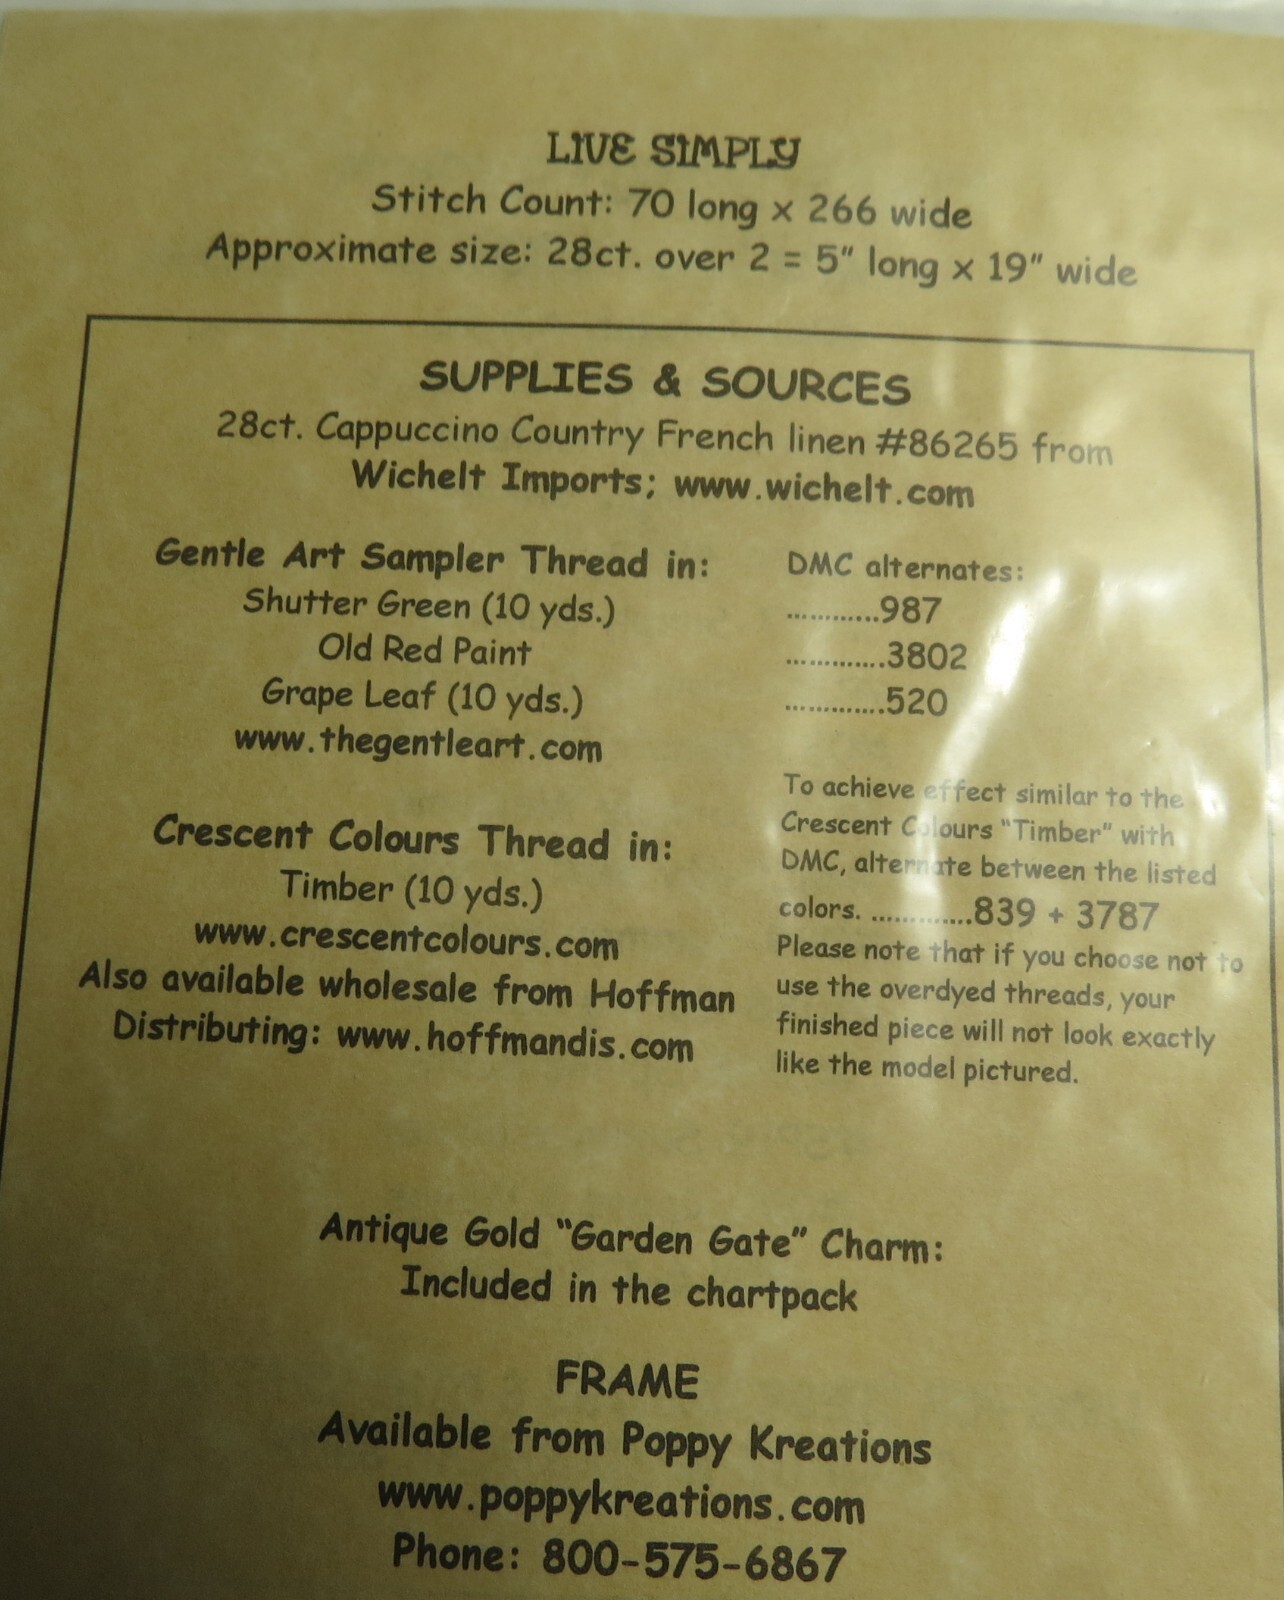 LIVE SIMPLY
Stitch Count: 70 long x 266 wide
Approximate size: 28ct. over 2 = 5" long x 19" wide
SUPPLIES & SOURCES
28ct. Cappuccino Country French linen #86265 from
Wichelt Imports; www.wichelt.com
Gentle Art Sampler Thread in:
Shutter Green (10 yds.)
Old Red Paint
Grape Leaf (10 yds.)
www.thegentleart.com
DMC alternates:
............987
.............3802
.............520
Crescent Colours Thread in:
Timber (10 yds.)
www.crescentcolours.com
Also available wholesale from Hoffman
Distributing: www.hoffmandis.com
To achieve effect similar to the
Crescent Colours "Timber" with
DMC, alternate between the listed
colors. .............839 + 3787
Please note that if you choose not to
use the overdyed threads, your
finished piece will not look exactly
like the model pictured.
Antique Gold "Garden Gate" Charm:
Included in the chartpack
FRAME
Available from Poppy Kreations
www.poppykreations.com
Phone: 800-575-6867